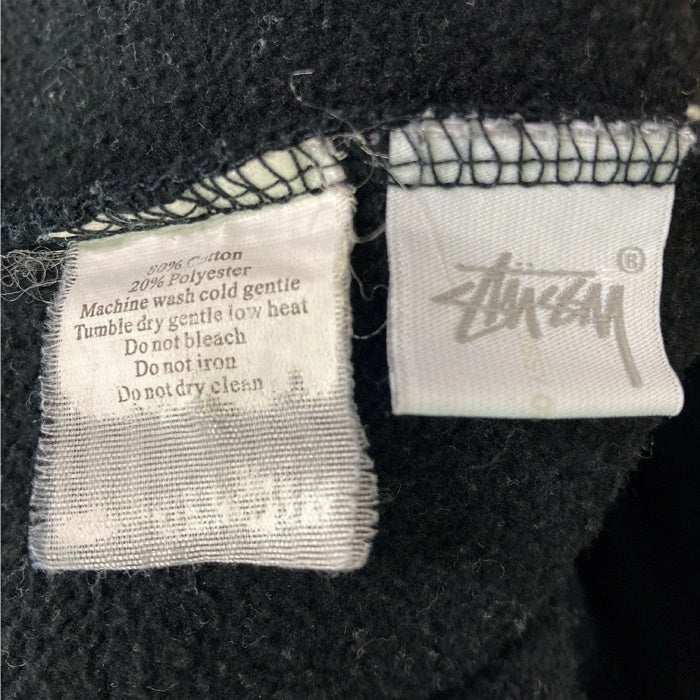 80% Cotton
20% Polyester
Machine wash cold gentle
Tumble dry gentle low heat
Do not bleach
Do not iron
Do not dry clean
Stüssy ®